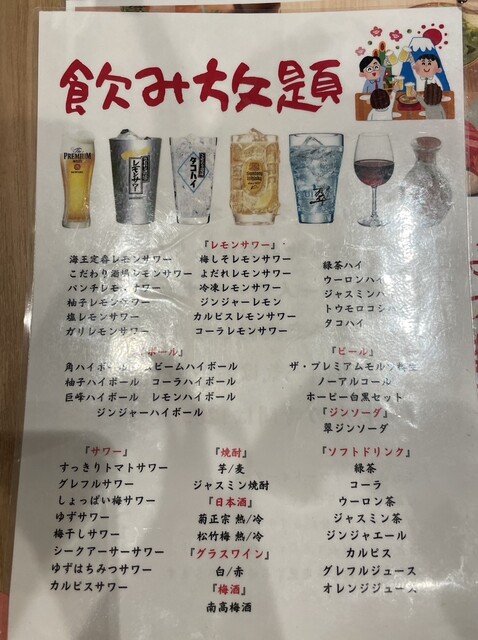 飲み放題
『レモンサワー』
海王定春レモンサワー
こだわり酒場レモンサワー
パンチレモンサワー
柚子レモンサワー
塩レモンサワー
ガリレモンサワー
梅しそレモンサワー
よだれレモンサワー
冷凍レモンサワー
ジンジャーレモン
カルピスレモンサワー
コーラレモンサワー
緑茶ハイ
ウーロンハイ
ジャスミンハイ
トウモロコシ
タコハイ
ボール』
角ハイボール
ムビームハイボール
柚子ハイボール
コーラハイボール
巨峰ハイボール
レモンハイボール
ジンジャーハイボール
『ビール』
ザ・プレミアムモルツ
ノーアルコール
ホーピー白黒セット
『ジンソーダ』
翠ジンソーダ
『サワー』
すっきりトマトサワー
グレフルサワー
しょっぱい梅サワー
ゆずサワー
梅干しサワー
シークアーサーサワー
ゆずはちみつサワー
カルピスサワー
『焼酎』
芋/麦
ジャスミン焼酎
『日本酒』
菊正宗 熱/冷
松竹梅 熱/冷
『グラスワイン』
白/赤
『梅酒』
南高梅酒
『ソフトドリンク』
緑茶
コーラ
ウーロン茶
ジャスミン茶
ジンジャエール
カルピス
グレフルジュース
オレンジジュース